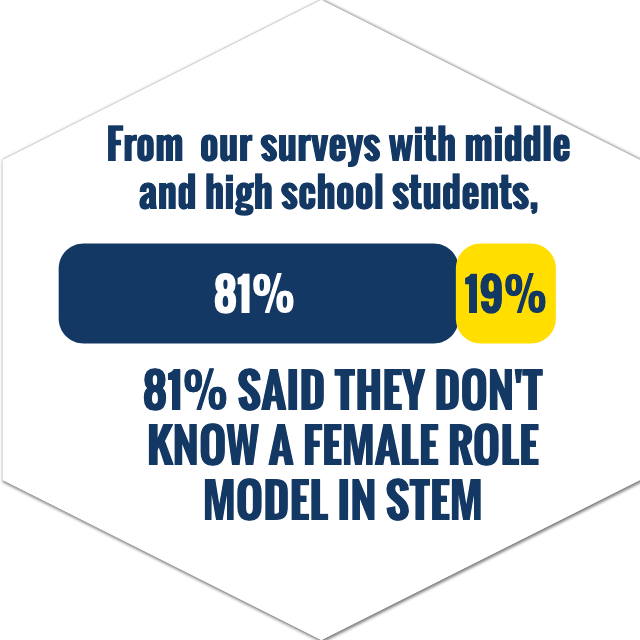 From our surveys with middle
and high school students,
81% 19%
81% SAID THEY DON'T
KNOW A FEMALE ROLE
MODEL IN STEM